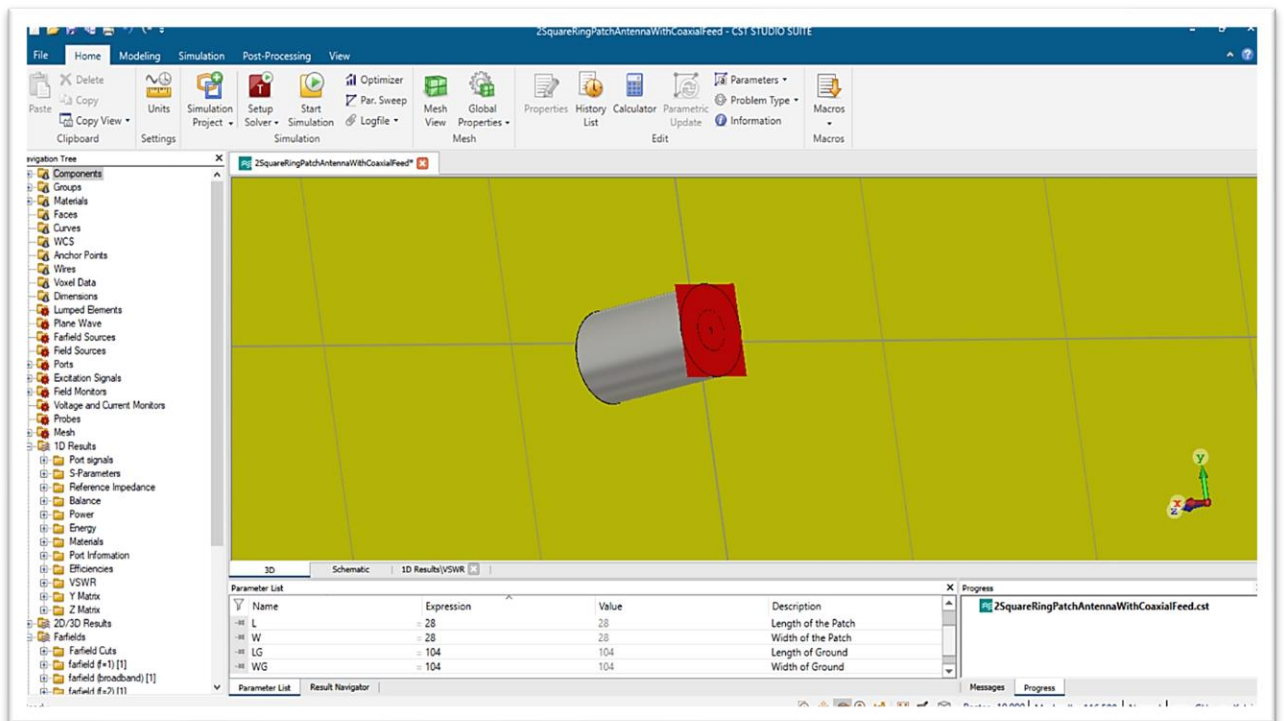 2SquareRingPatchAntennaWithCoaxialFeed - CST STUDIO SUITE
File Home Modeling Simulation Post-Processing View
Paste
Delete
Copy
Copy View
Clipboard
Units
Settings
Simulation Project
Setup Solver
Start Simulation
Optimizer
Par. Sweep
Logfile
Simulation
Mesh View
Global Properties
Mesh
Properties
History List
Calculator
Parametric Update
Parameters
Problem Type
Information
Edit
Macros
Macros
avigation Tree
Components
Groups
Materials
Faces
Curves
WCS
Anchor Points
Wires
Voxel Data
Dimensions
Lumped Elements
Plane Wave
Farfield Sources
Field Sources
Ports
Excitation Signals
Field Monitors
Voltage and Current Monitors
Probes
Mesh
1D Results
Port signals
S-Parameters
Reference Impedance
Balance
Power
Energy
Materials
Port Information
Efficiencies
VSWR
Y Matrix
Z Matrix
2D/3D Results
Farfields
Farfield Cuts
farfield (f=1) [1]
farfield (broadband) [1]
farfield (f=2) [1]
2SquareRingPatchAntennaWithCoaxialFeed*
1
y
x
z
3D Schematic 1D Results\VSWR
Parameter List
Name Expression Value Description
L = 28 28 Length of the Patch
W = 28 28 Width of the Patch
LG = 104 104 Length of Ground
WG = 104 104 Width of Ground
Parameter List Result Navigator
Progress
2SquareRingPatchAntennaWithCoaxialFeed.cst
Messages Progress